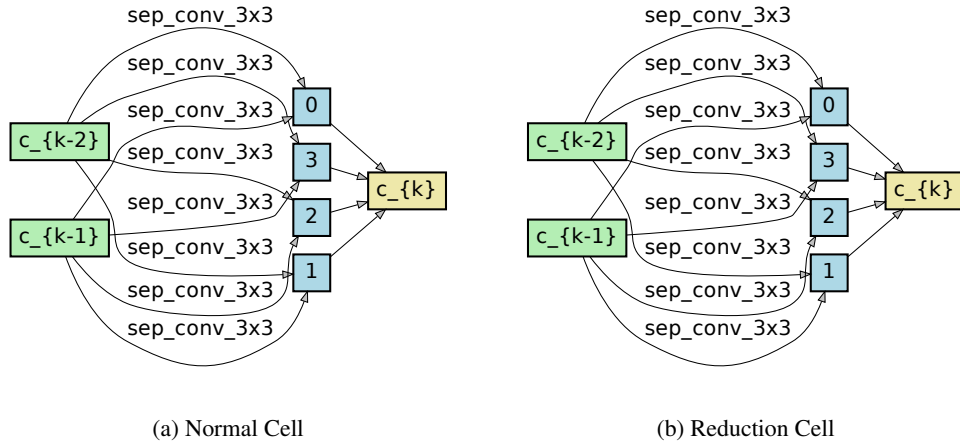 sep_conv_3x3
sep_conv_3x3
sep_conv_3x3
0
c_{k-2}
sep_conv_3x3
3
c_{k}
sep_conv_3x3
2
c_{k-1}
sep_conv_3x3
1
sep_conv_3x3
sep_conv_3x3
(a) Normal Cell
sep_conv_3x3
sep_conv_3x3
sep_conv_3x3
0
c_{k-2}
sep_conv_3x3
3
c_{k}
sep_conv_3x3
2
c_{k-1}
sep_conv_3x3
1
sep_conv_3x3
sep_conv_3x3
(b) Reduction Cell